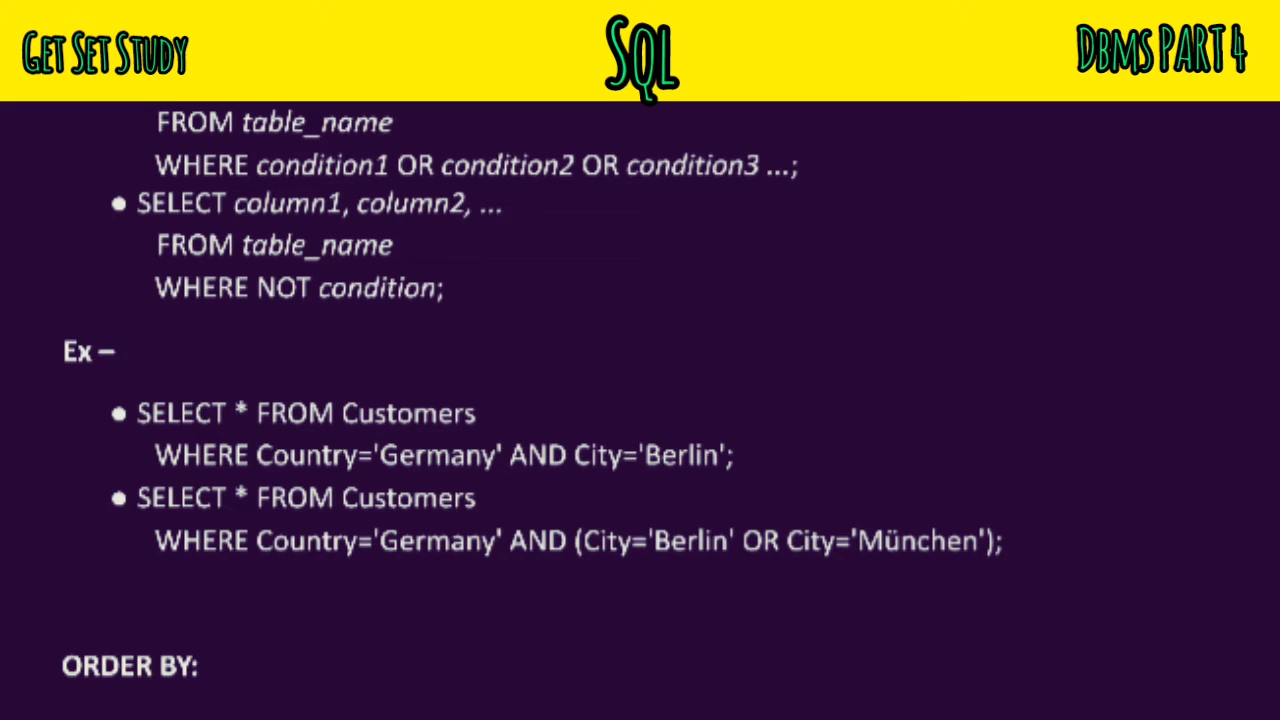 Get Set Study
Sql
Dbms PART 4
FROM table_name
WHERE condition1 OR condition2 OR condition3 ...;
● SELECT column1, column2, ...
FROM table_name
WHERE NOT condition;
Ex –
● SELECT * FROM Customers
WHERE Country='Germany' AND City='Berlin';
● SELECT * FROM Customers
WHERE Country='Germany' AND (City='Berlin' OR City='München');
ORDER BY: